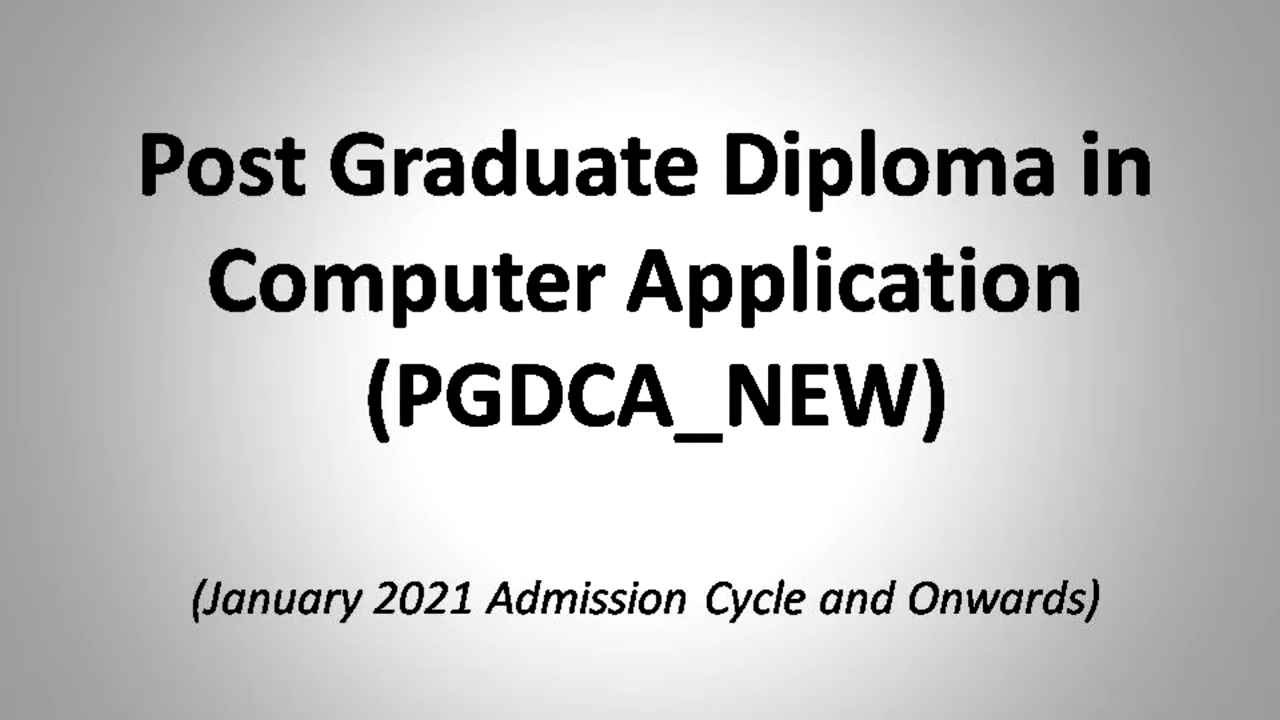 Post Graduate Diploma in
Computer Application
(PGDCA_NEW)
(January 2021 Admission Cycle and Onwards)